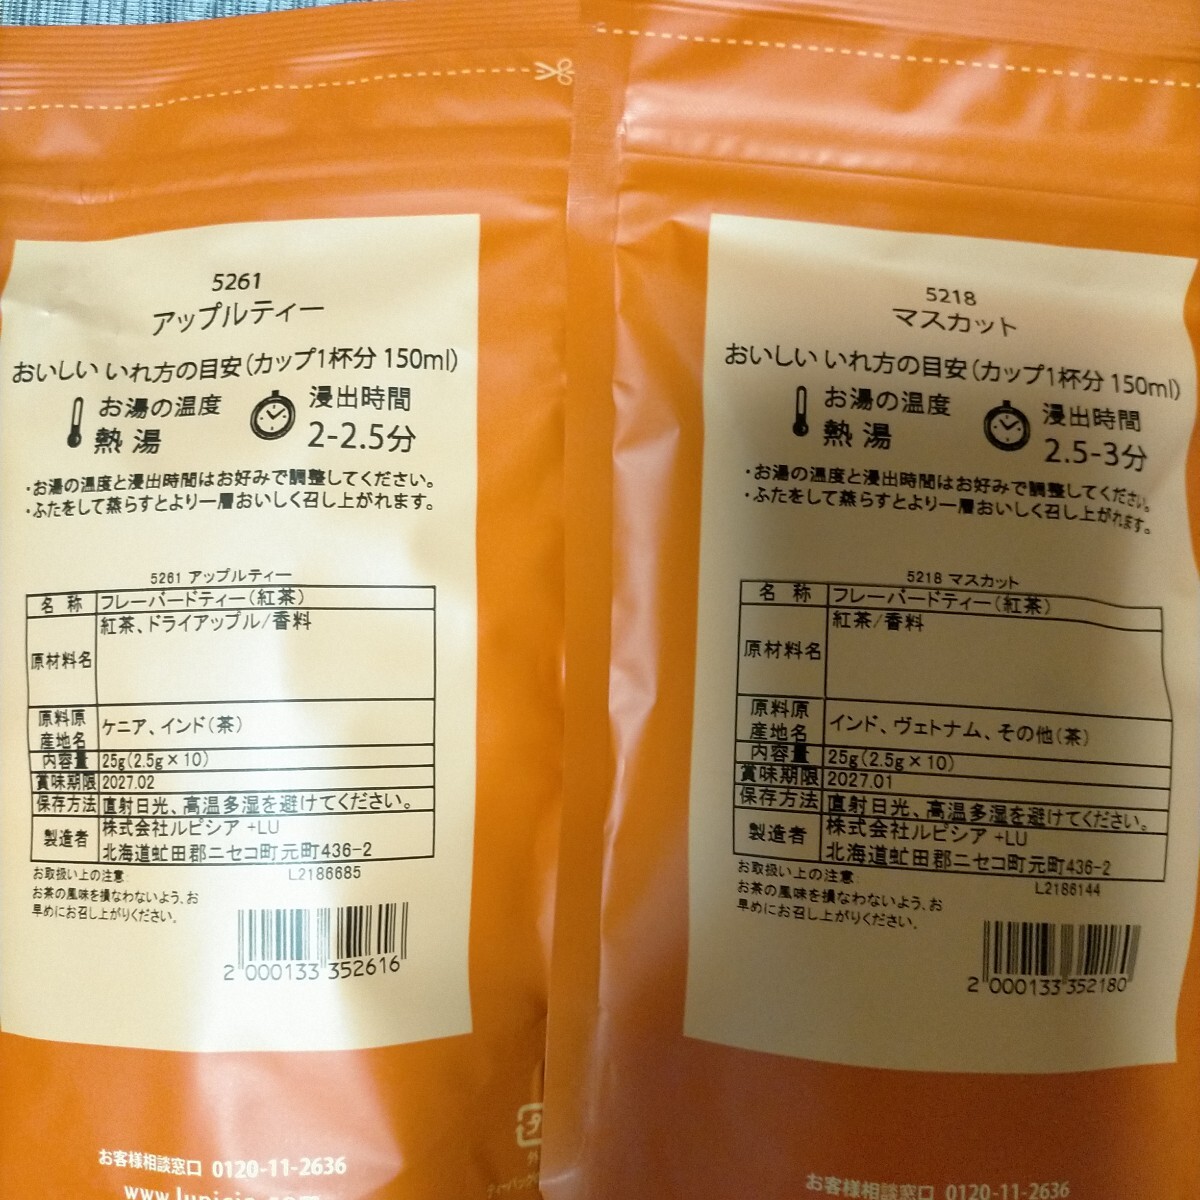 5261
アップルティー
おいしい いれ方の目安(カップ1杯分 150ml)
お湯の温度
熱湯
浸出時間
2-2.5分
・お湯の温度と浸出時間はお好みで調整してください。
・ふたをして蒸らすとより一層おいしく召し上がれます。
5261 アップルティー
名 称 フレーバードティー(紅茶)
原材料名 紅茶、ドライアップル/香料
原料原産地名 ケニア、インド(茶)
内容量 25g(2.5g×10)
賞味期限 2027.02
保存方法 直射日光、高温多湿を避けてください。
製造者 株式会社ルピシア +LU
北海道虻田郡ニセコ町元町436-2
お取扱い上の注意: L2186685
お茶の風味を損なわないよう、お
早めにお召し上がりください。
2 000133 352616
お客様相談窓口 0120-11-2636
www.lupicia.com
5218
マスカット
おいしい いれ方の目安(カップ1杯分 150ml)
お湯の温度
熱湯
浸出時間
2.5-3分
・お湯の温度と浸出時間はお好みで調整してください。
・ふたをして蒸らすとより一層おいしく召し上がれます。
5218 マスカット
名 称 フレーバードティー(紅茶)
原材料名 紅茶/香料
原料原産地名 インド、ヴェトナム、その他(茶)
内容量 25g(2.5g×10)
賞味期限 2027.01
保存方法 直射日光、高温多湿を避けてください。
製造者 株式会社ルピシア +LU
北海道虻田郡ニセコ町元町436-2
お取扱い上の注意: L2186144
お茶の風味を損なわないよう、お
早めにお召し上がりください。
2 000133 352180
お客様相談窓口 0120-11-2636